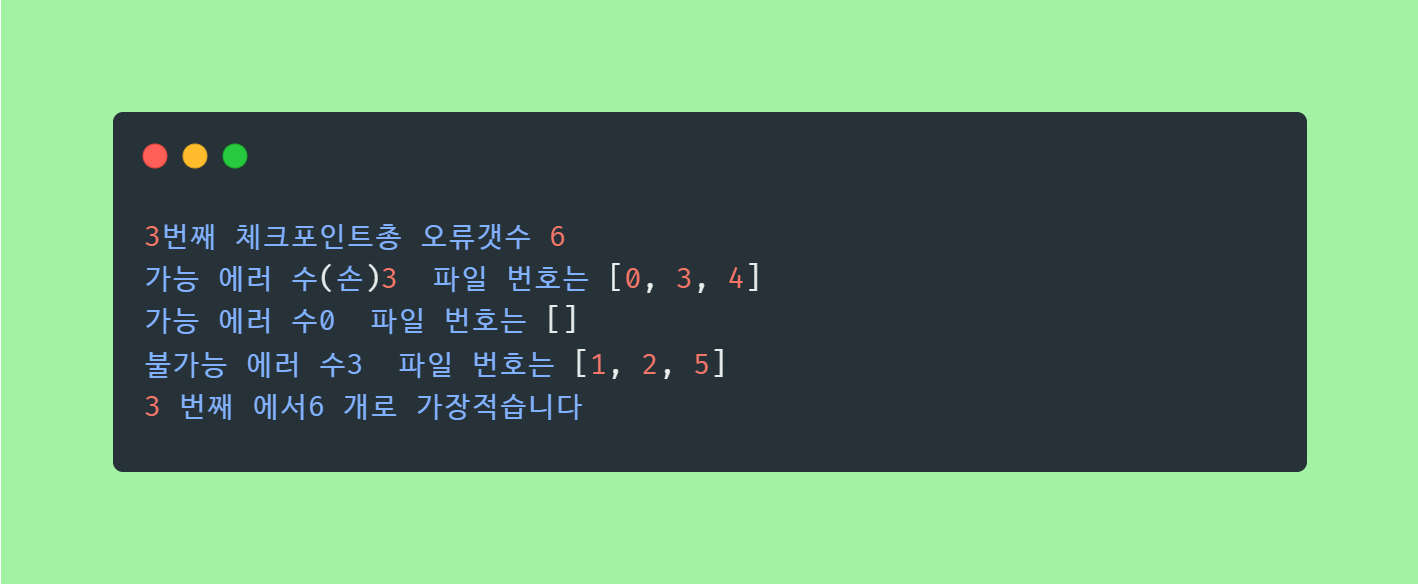 3번째 체크포인트총 오류갯수 6
가능 에러 수(손)3  파일 번호는 [0, 3, 4]
가능 에러 수0  파일 번호는 []
불가능 에러 수3  파일 번호는 [1, 2, 5]
3 번째 에서6 개로 가장적습니다